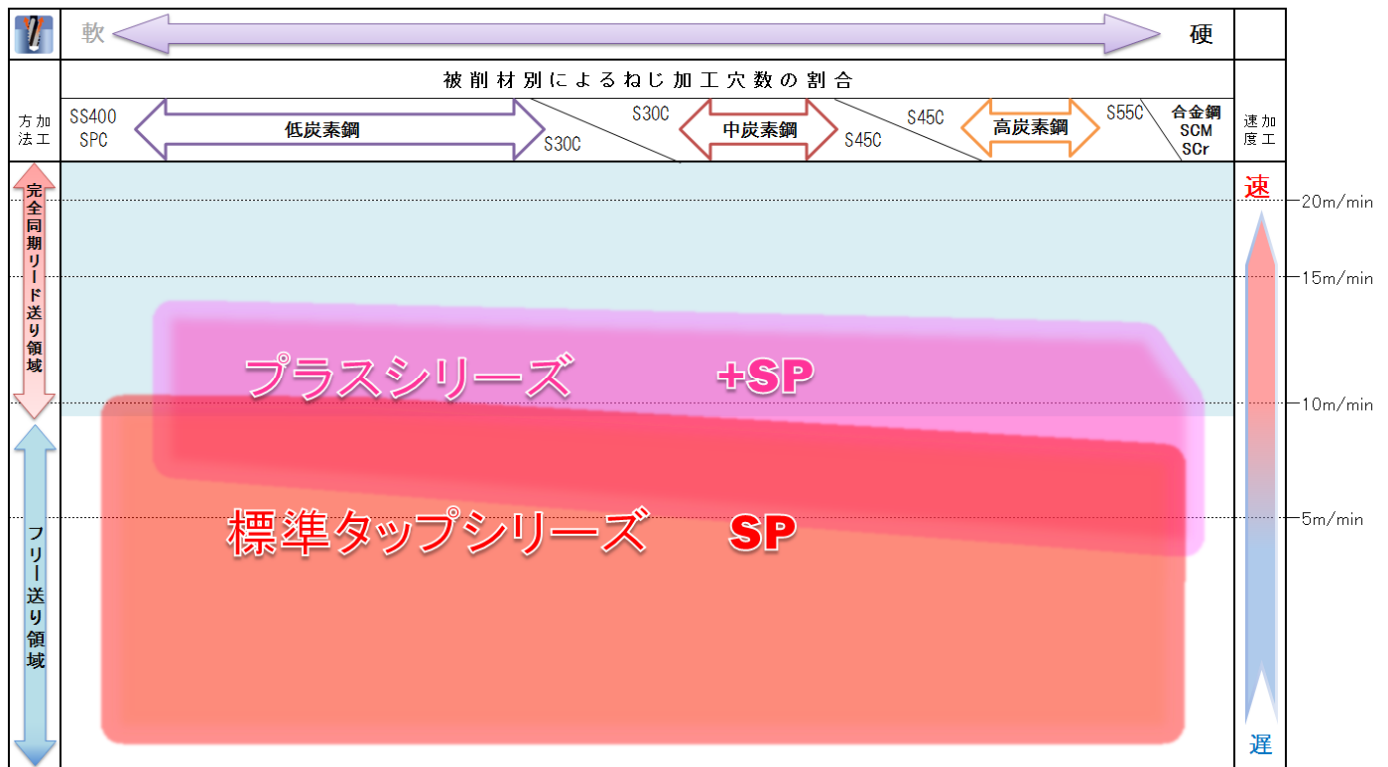 軟
硬
被削材別によるねじ加工穴数の割合
加工方法
SS400
SPC
低炭素鋼
S30C
S30C
中炭素鋼
S45C
S45C
高炭素鋼
S55C
合金鋼
SCM
SCr
加工速度
完全同期リード送り領域
速
20m/min
15m/min
プラスシリーズ +SP
10m/min
標準タップシリーズ SP
5m/min
フリー送り領域
遅